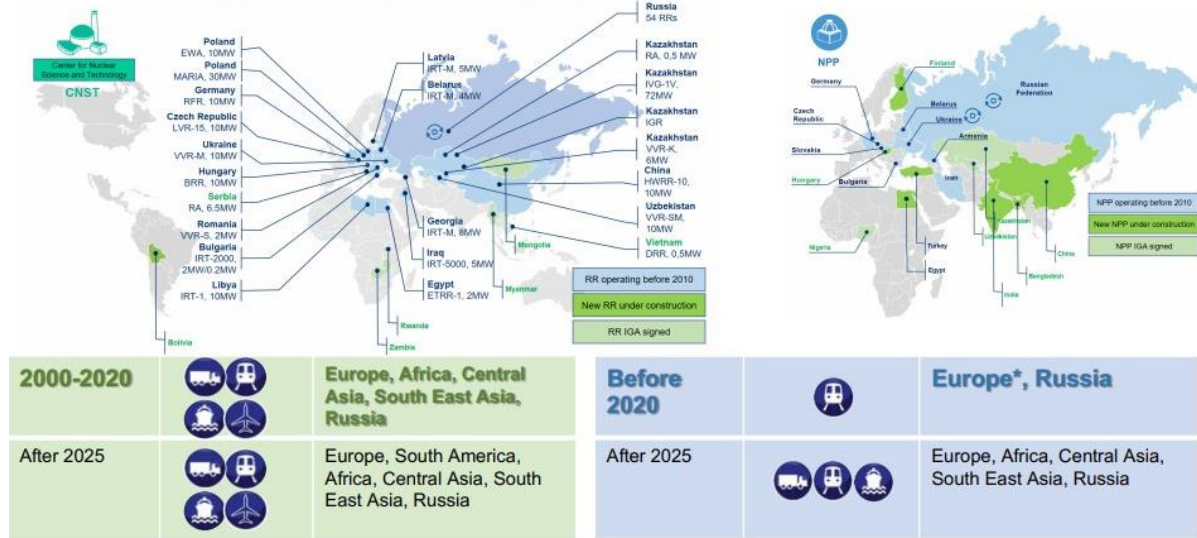 Center for Nuclear
Science and Technology
CNST
Poland
EWA, 10MW
Poland
MARIA, 30MW
Germany
RFR, 10MW
Czech Republic
LVR-15, 10MW
Ukraine
VVR-M, 10MW
Hungary
BRR, 10MW
Serbia
RA, 6.5MW
Romania
VVR-S, 2MW
Bulgaria
IRT-2000,
2MW/0.2MW
Libya
IRT-1, 10MW
Bolivia
Latvia
IRT-M, 5MW
Belarus
IRT-M, 4MW
Georgia
IRT-M, 8MW
Iraq
IRT-5000, 5MW
Egypt
ETRR-1, 2MW
Rwanda
Zambia
Myanmar
Mongolia
Russia
54 RRs
Kazakhstan
RA, 0,5 MW
Kazakhstan
IVG-1V,
72MW
Kazakhstan
IGR
Kazakhstan
VVR-K,
6MW
China
HWRR-10,
10MW
Uzbekistan
VVR-SM,
10MW
Vietnam
DRR, 0,5MW
RR operating before 2010
New RR under construction
RR IGA signed
NPP
Finland
Germany
Czech
Republic
Slovakia
Hungary
Bulgaria
Belarus
Ukraine
Armenia
Russian
Federation
Iran
Nigeria
Turkey
Egypt
Kazakhstan
Uzbekistan
India
Bangladesh
China
NPP operating before 2010
New NPP under construction
NPP IGA signed
2000-2020
Europe, Africa, Central
Asia, South East Asia,
Russia
After 2025
Europe, South America,
Africa, Central Asia, South
East Asia, Russia
Before
2020
Europe*, Russia
After 2025
Europe, Africa, Central Asia,
South East Asia, Russia